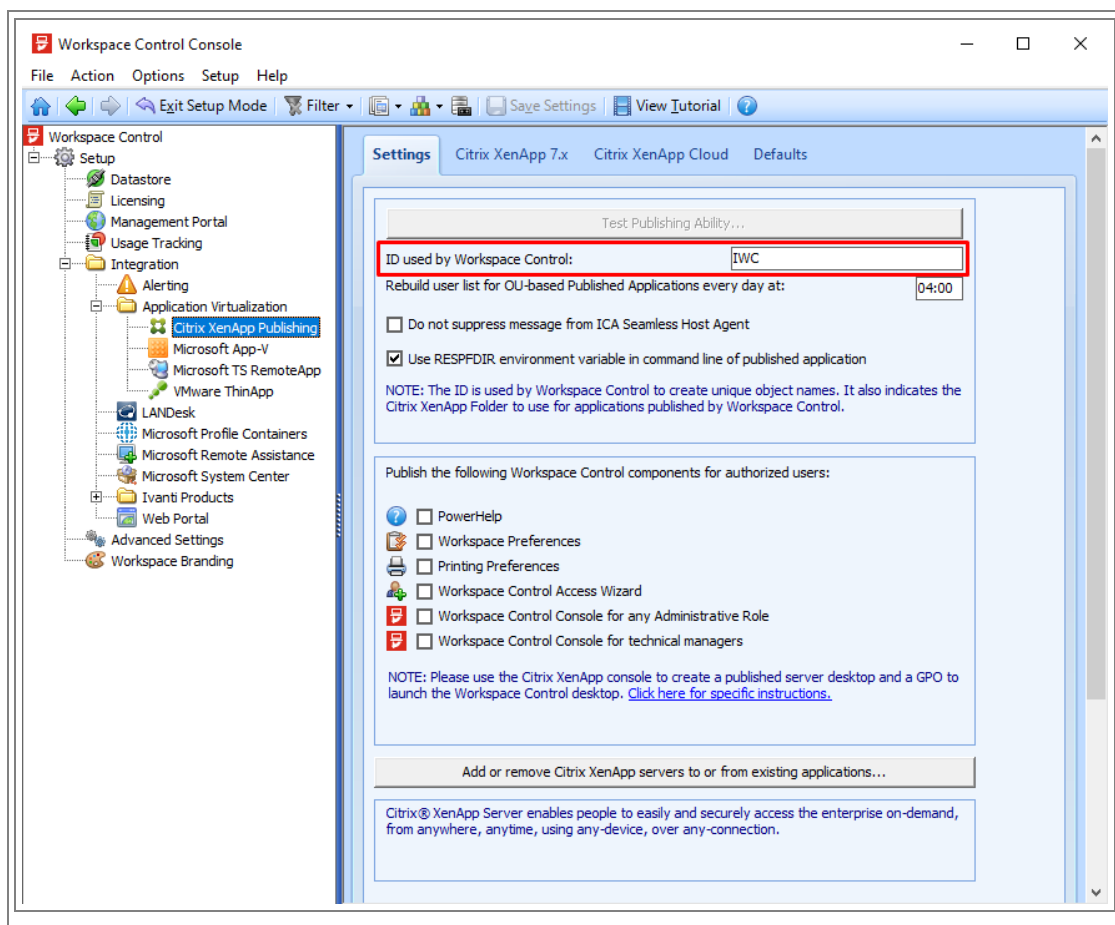 Workspace Control Console
File Action Options Setup Help
Exit Setup Mode Filter Save Settings View Tutorial
Workspace Control
Setup
Datastore
Licensing
Management Portal
Usage Tracking
Integration
Alerting
Application Virtualization
Citrix XenApp Publishing
Microsoft App-V
Microsoft TS RemoteApp
VMware ThinApp
LANDesk
Microsoft Profile Containers
Microsoft Remote Assistance
Microsoft System Center
Ivanti Products
Web Portal
Advanced Settings
Workspace Branding
Settings Citrix XenApp 7.x Citrix XenApp Cloud Defaults
Test Publishing Ability...
ID used by Workspace Control: IWC
Rebuild user list for OU-based Published Applications every day at: 04:00
Do not suppress message from ICA Seamless Host Agent
Use RESPFDIR environment variable in command line of published application
NOTE: The ID is used by Workspace Control to create unique object names. It also indicates the
Citrix XenApp Folder to use for applications published by Workspace Control.
Publish the following Workspace Control components for authorized users:
PowerHelp
Workspace Preferences
Printing Preferences
Workspace Control Access Wizard
Workspace Control Console for any Administrative Role
Workspace Control Console for technical managers
NOTE: Please use the Citrix XenApp console to create a published server desktop and a GPO to
launch the Workspace Control desktop. Click here for specific instructions.
Add or remove Citrix XenApp servers to or from existing applications...
Citrix® XenApp Server enables people to easily and securely access the enterprise on-demand,
from anywhere, anytime, using any-device, over any-connection.